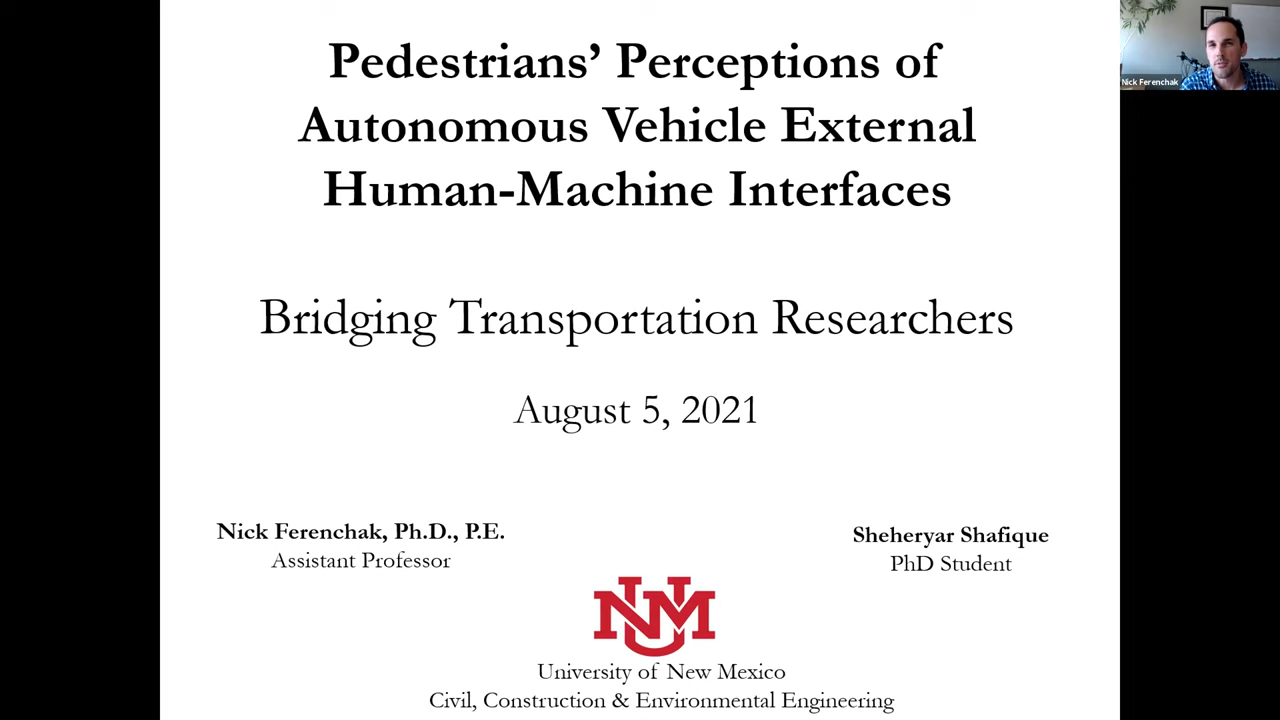 Pedestrians' Perceptions of
Autonomous Vehicle External
Human-Machine Interfaces
Nick Ferenchak
Bridging Transportation Researchers
August 5, 2021
Nick Ferenchak, Ph.D., P.E.
Assistant Professor
Sheheryar Shafique
PhD Student
UNM
University of New Mexico
Civil, Construction & Environmental Engineering